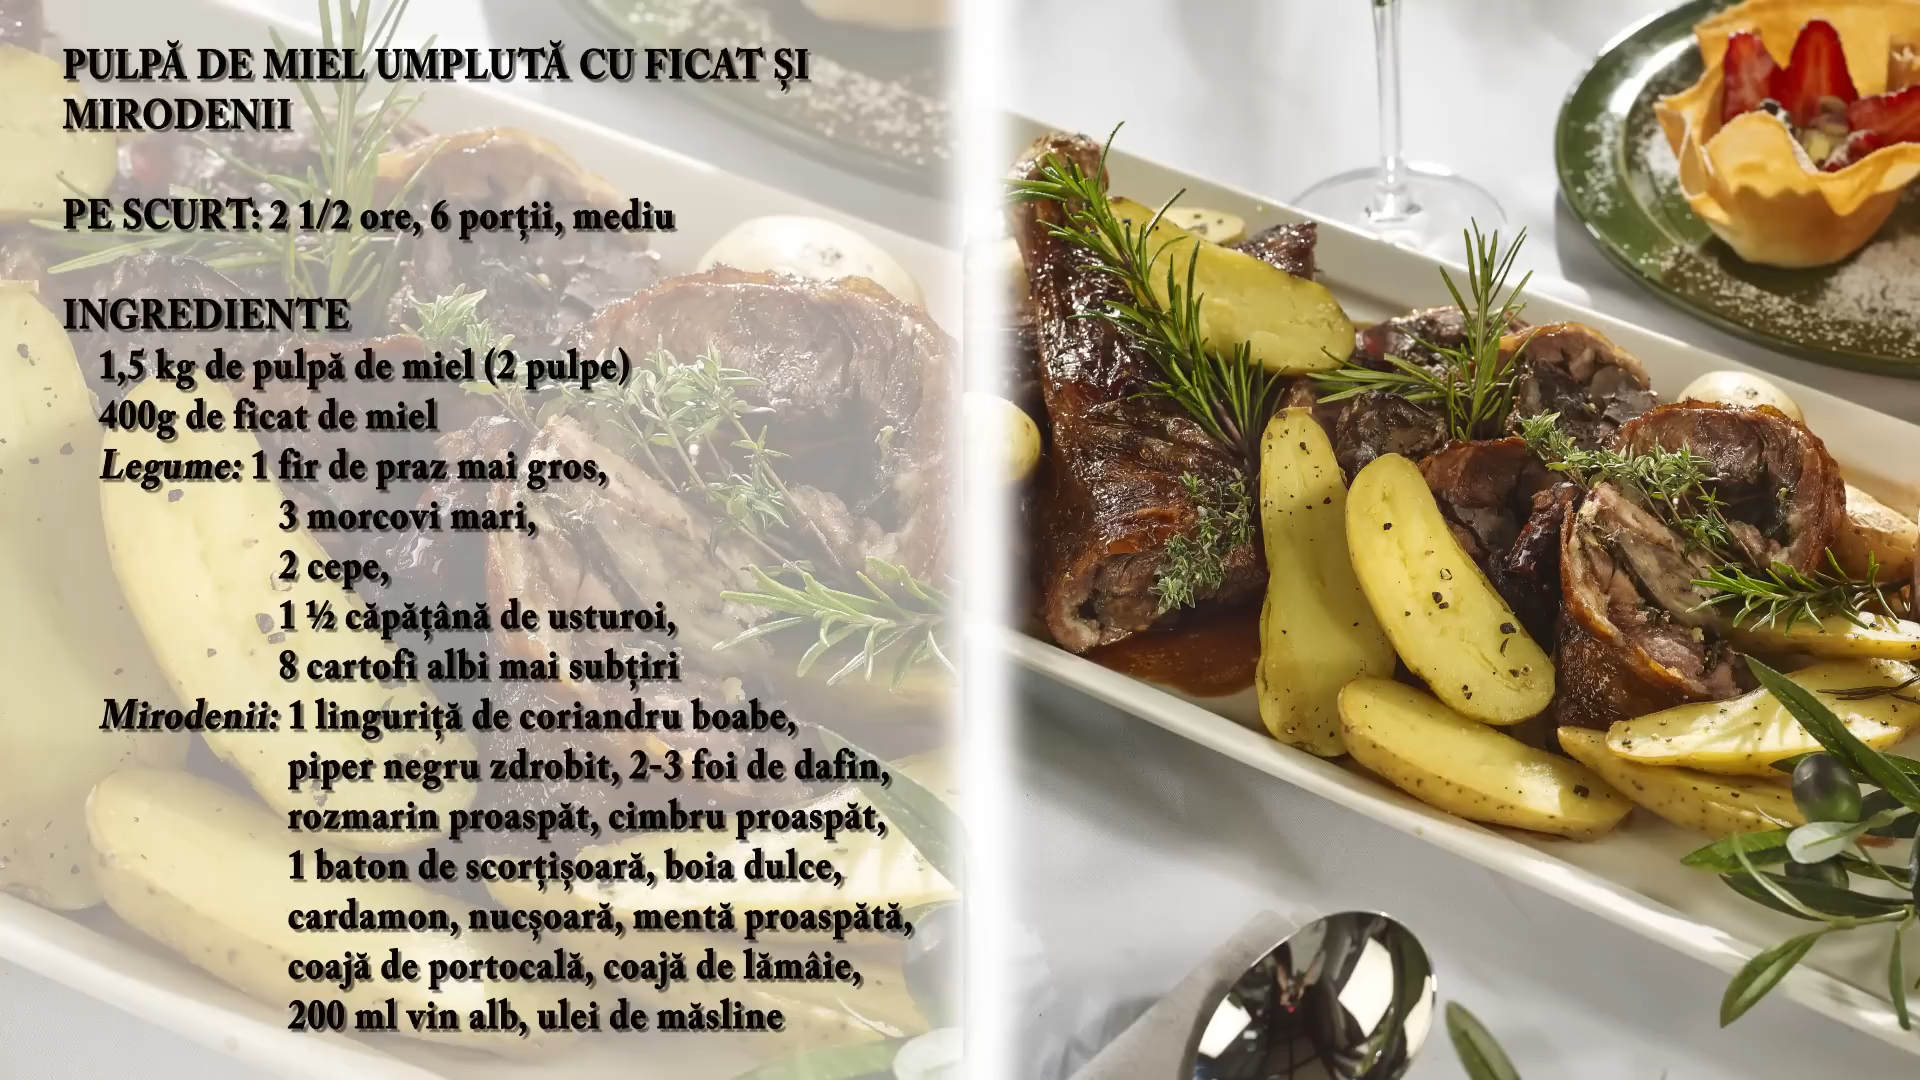 PULPĂ DE MIEL UMPLUTĂ CU FICAT ȘI
MIRODENII
PE SCURT: 2 1/2 ore, 6 porții, mediu
INGREDIENTE
1,5 kg de pulpă de miel (2 pulpe)
400g de ficat de miel
Legume: 1 fir de praz mai gros,
3 morcovi mari,
2 cepe,
1 ½ căpățână de usturoi,
8 cartofi albi mai subțiri
Mirodenii: 1 linguriță de coriandru boabe,
piper negru zdrobit, 2-3 foi de dafin,
rozmarin proaspăt, cimbru proaspăt,
1 baton de scorțișoară, boia dulce,
cardamon, nucșoară, mentă proaspătă,
coajă de portocală, coajă de lămâie,
200 ml vin alb, ulei de măsline